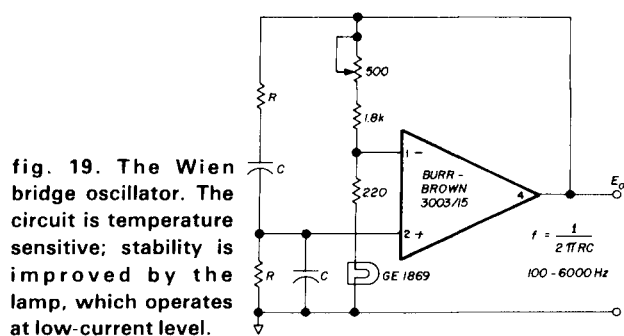 fig. 19. The Wien
bridge oscillator. The
circuit is temperature
sensitive; stability is
improved by the
lamp, which operates
at low-current level.
R
C
R
C
500
1.8k
220
GE 1869
1 -
2 +
BURR-
BROWN
3003/15
4
Eo
f = 1 / 2πRC
100-6000 Hz